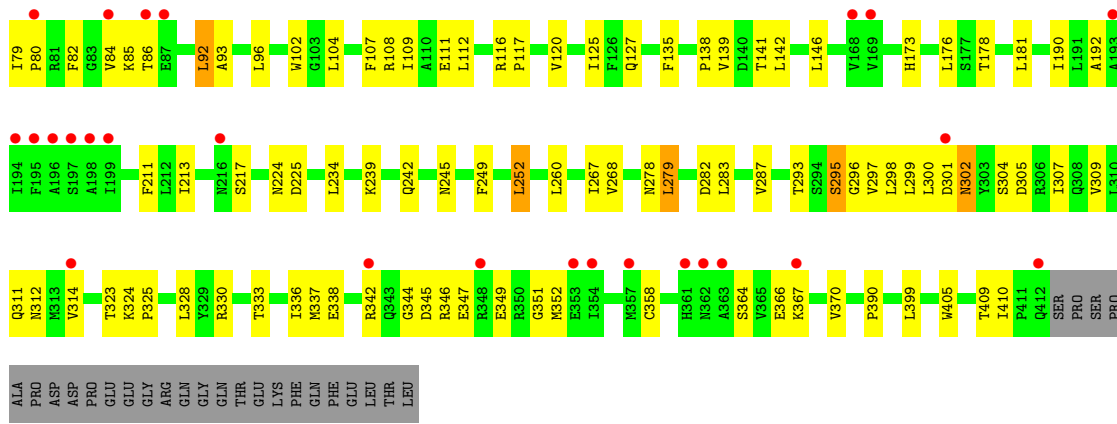 I79 P80 R81 F82 G83 V84 K85 T86 E87 L92 A93 L96 W102 G103 L104 F107 R108 I109 A110 E111 L112 R116 P117 V120 I125 F126 Q127 F135 P138 V139 D140 T141 L142 L146 V168 V169 H173 L176 S177 T178 L181 I190 L191 A192 A193
I194 F195 A196 S197 A198 I199 F211 L212 I213 N216 S217 N224 D225 L234 K239 Q242 N245 F249 L252 L260 I267 V268 N278 L279 D282 D283 V287 T293 S294 S295 G296 V297 L298 L299 L300 D301 N302 Y303 S304 D305 R306 I307 Q308 V309 L310
Q311 N312 M313 V314 T323 K324 P325 L328 Y329 R330 T333 I336 M337 E338 R342 Q343 G344 D345 R346 E347 R348 E349 R350 G351 M352 E353 I354 M357 C358 H361 N362 A363 S364 V365 E366 K367 V370 P390 L399 W405 T409 I410 P411 Q412 SER PRO SER PRO
ALA PRO ASP ASP PRO GLU GLU GLY ARG GLN GLY GLN THR GLU LYS PHE GLN PHE GLU LEU THR LEU